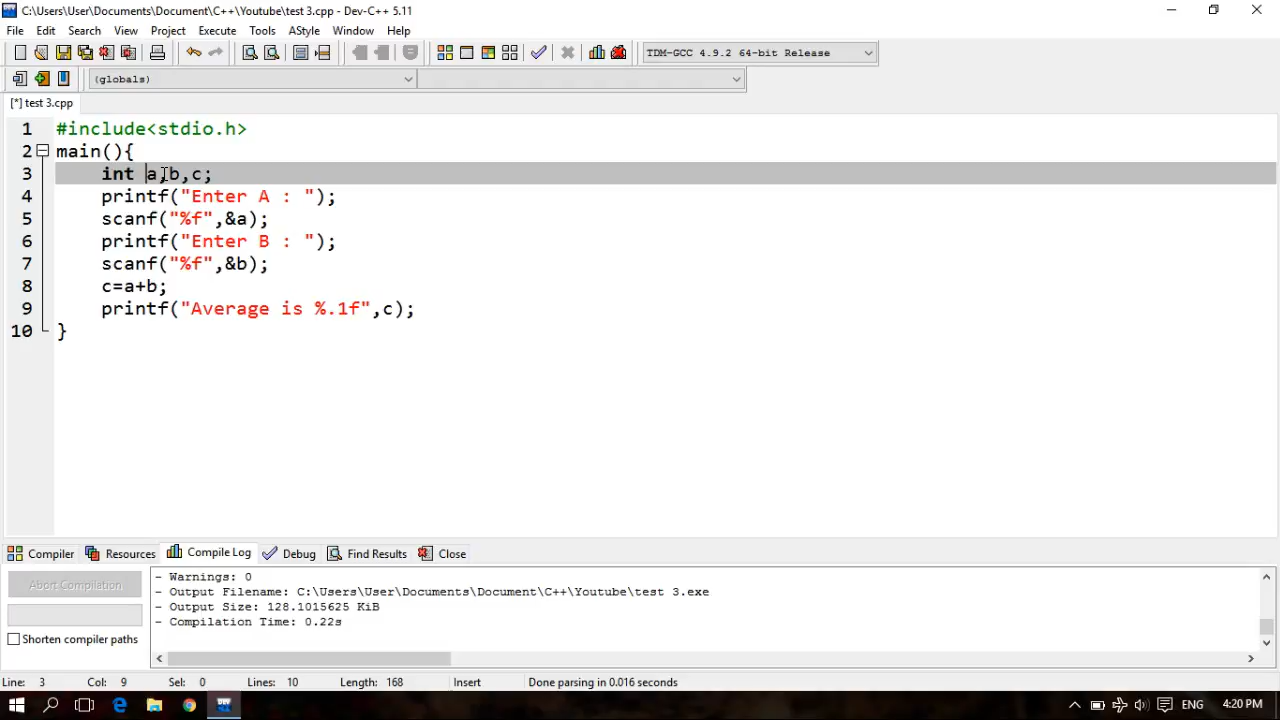 C:\Users\User\Documents\Document\C++\Youtube\test 3.cpp - Dev-C++ 5.11
File Edit Search View Project Execute Tools AStyle Window Help
TDM-GCC 4.9.2 64-bit Release
(globals)
[*] test 3.cpp
1 #include<stdio.h>
2 main(){
3 int a,b,c;
4 printf("Enter A : ");
5 scanf("%f",&a);
6 printf("Enter B : ");
7 scanf("%f",&b);
8 c=a+b;
9 printf("Average is %.1f",c);
10 }
Compiler Resources Compile Log Debug Find Results Close
Abort Compilation
Shorten compiler paths
- Warnings: 0
- Output Filename: C:\Users\User\Documents\Document\C++\Youtube\test 3.exe
- Output Size: 128.1015625 KiB
- Compilation Time: 0.22s
Line: 3 Col: 9 Sel: 0 Lines: 10 Length: 168 Insert Done parsing in 0.016 seconds
DEV ENG 4:20 PM